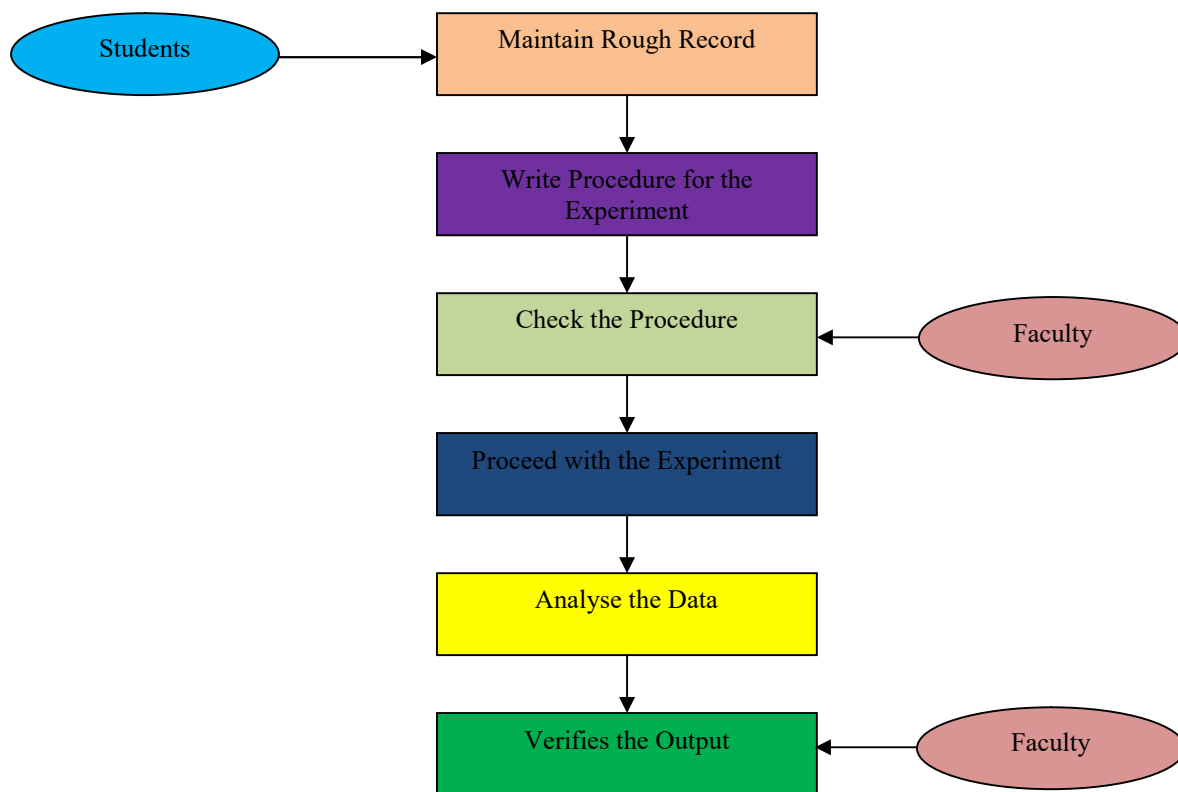 Students
Maintain Rough Record
Write Procedure for the
Experiment
Check the Procedure
Faculty
Proceed with the Experiment
Analyse the Data
Verifies the Output
Faculty